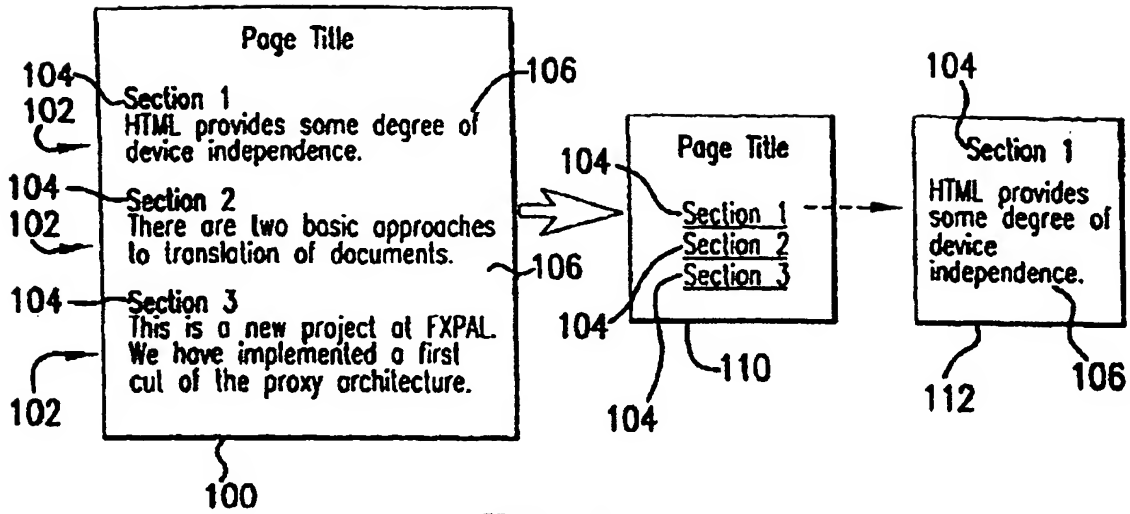 Page Title
104
Section 1
106
102
HTML provides some degree of
device independence.
104
Section 2
102
There are two basic approaches
to translation of documents.
106
104
Section 3
This is a new project at FXPAL.
We have implemented a first
cut of the proxy architecture.
102
100
Page Title
104
Section 1
Section 2
Section 3
104
104
110
104
Section 1
HTML provides
some degree of
device
independence.
106
112